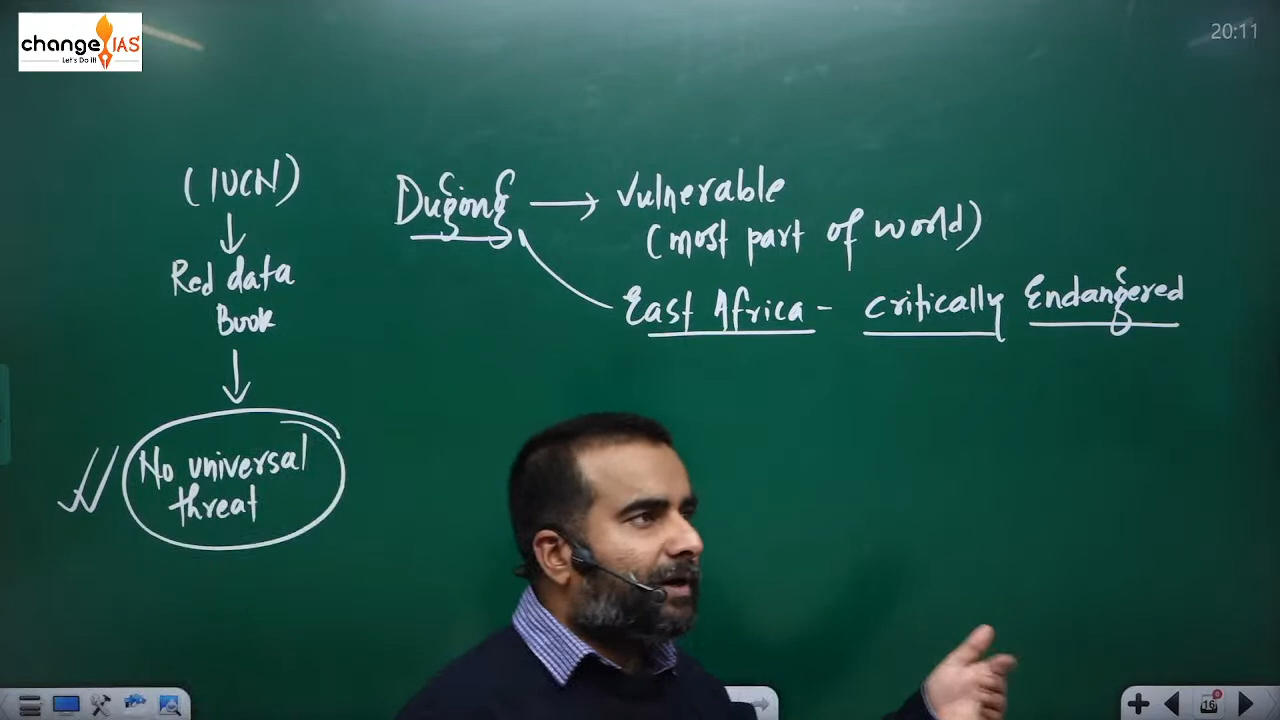 change IAS
Let's Do it!
20:11
(IUCN)
Red data
Book
No universal
threat
Dugong → Vulnerable
(most part of world)
East Africa - critically Endangered
16